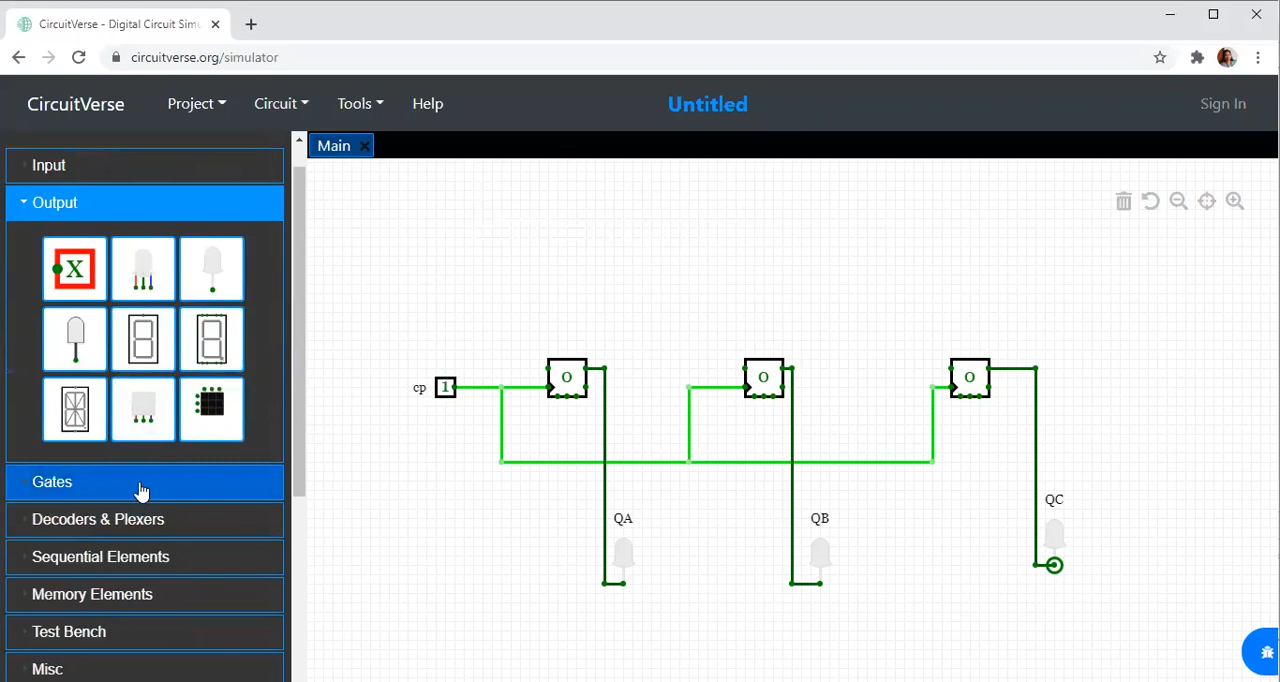 CircuitVerse - Digital Circuit Simu
circuitverse.org/simulator
CircuitVerse Project Circuit Tools Help Untitled Sign In
Main
Input
Output
X
Gates
Decoders & Plexers
Sequential Elements
Memory Elements
Test Bench
Misc
cp 1 0 0 0
QA QB QC